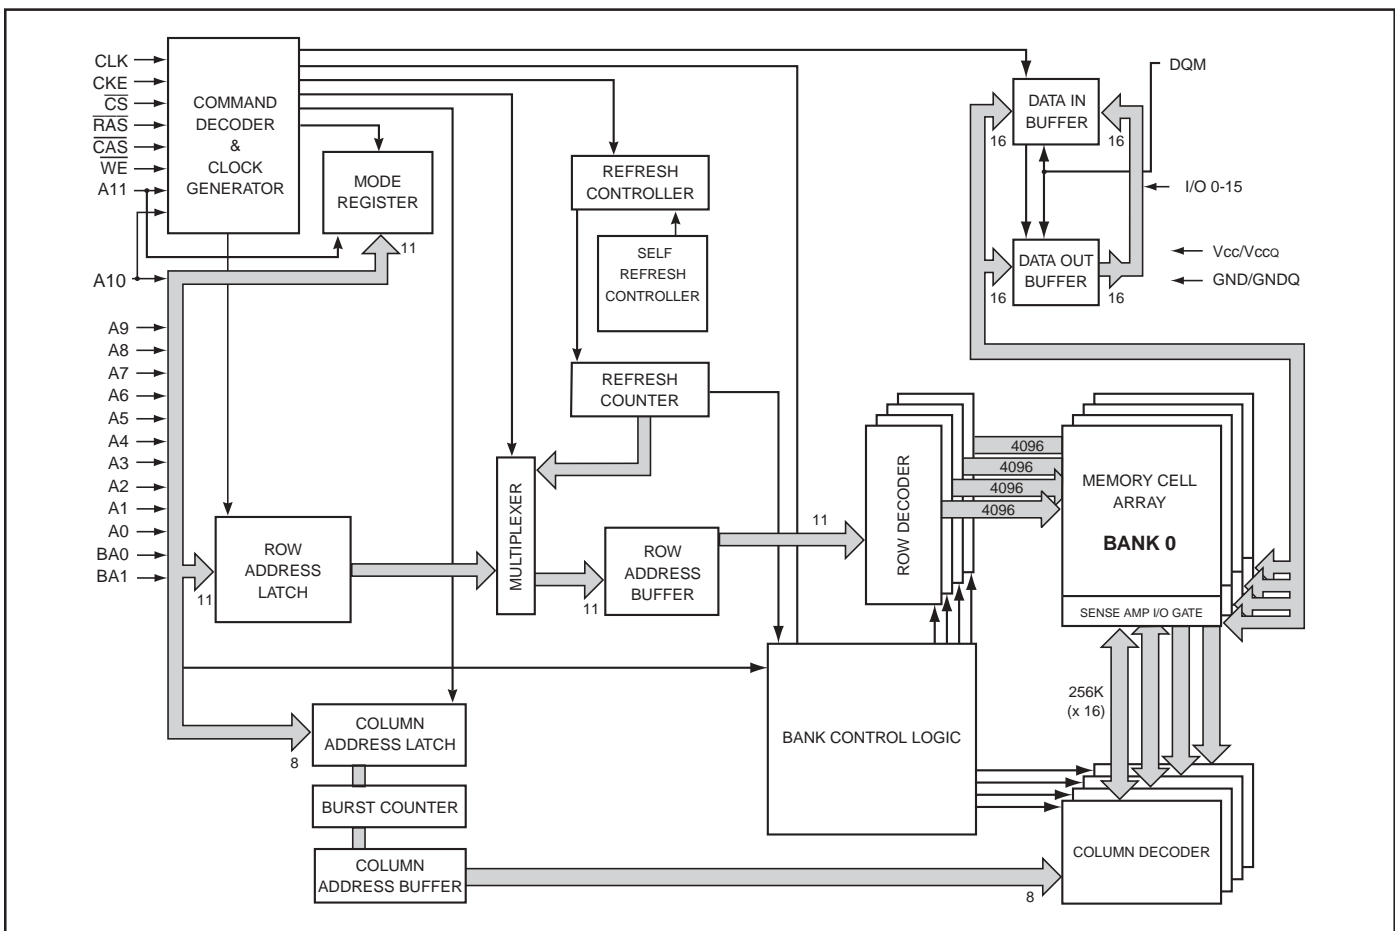 CLK
CKE
CS
RAS
CAS
WE
A11
A10
A9
A8
A7
A6
A5
A4
A3
A2
A1
A0
BA0
BA1
COMMAND
DECODER
&
CLOCK
GENERATOR
MODE
REGISTER
11
REFRESH
CONTROLLER
SELF
REFRESH
CONTROLLER
REFRESH
COUNTER
DATA IN
BUFFER
16
16
DQM
I/O 0-15
DATA OUT
BUFFER
16
16
Vcc/VccQ
GND/GNDQ
ROW
ADDRESS
LATCH
11
MULTIPLEXER
11
ROW
ADDRESS
BUFFER
11
ROW DECODER
4096
4096
4096
4096
MEMORY CELL
ARRAY
BANK 0
SENSE AMP I/O GATE
256K
(x 16)
BANK CONTROL LOGIC
COLUMN
ADDRESS LATCH
8
BURST COUNTER
COLUMN
ADDRESS BUFFER
8
COLUMN DECODER